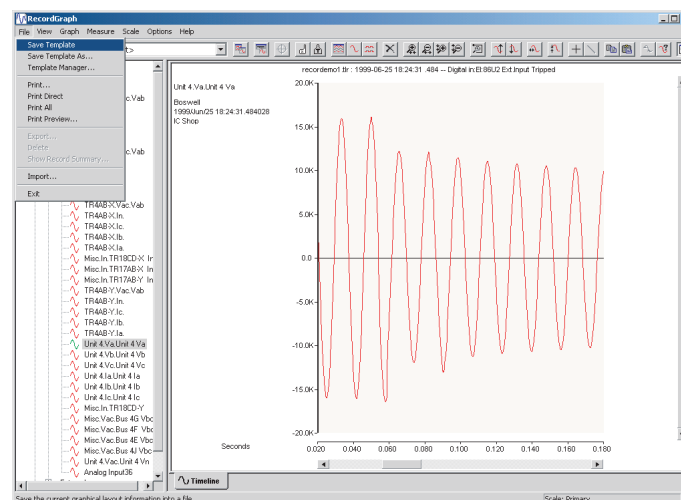 RecordGraph
File View Graph Measure Scale Options Help
Save Template
Save Template As...
Template Manager...
Print...
Print Direct
Print All
Print Preview...
Export...
Delete
Show Record Summary...
Import...
Exit
c.Vab
c.Vab
TR4AB-X.Vac.Vab
TR4AB-X.In.
TR4AB-X.Ic.
TR4AB-X.Ib.
TR4AB-X.Ia.
Misc.In.TR18CD-X In
Misc.In.TR17AB-X In
Misc.In.TR17AB-Y In
TR4AB-Y.Vac.Vab
TR4AB-Y.In.
TR4AB-Y.Ic.
TR4AB-Y.Ib.
TR4AB-Y.Ia.
Unit 4.Va.Unit 4 Va
Unit 4.Vb.Unit 4 Vb
Unit 4.Vc.Unit 4 Vc
Unit 4.Ia.Unit 4 Ia
Unit 4.Ib.Unit 4 Ib
Unit 4.Ic.Unit 4 Ic
Misc.In.TR18CD-Y
Misc.Vac.Bus 4G Vbc
Misc.Vac.Bus 4F Vbc
Misc.Vac.Bus 4E Vbc
Misc.Vac.Bus 4J Vbc
Unit 4.Vac.Unit 4 Vn
Analog Input36
recordemo1.tlr : 1999-06-25 18:24:31 .484 -- Digital in:El:86U2 Ext.Input Tripped
Unit 4.Va.Unit 4 Va
Boswell
1999/Jun/25 18:24:31.484028
IC Shop
20.0K
15.0K
10.0K
5.0K
0.0
-5.0K
-10.0K
-15.0K
-20.0K
Seconds
0.020 0.040 0.060 0.080 0.100 0.120 0.140 0.160 0.180
Timeline
Save the current graphical layout information into a file
Scale: Primary